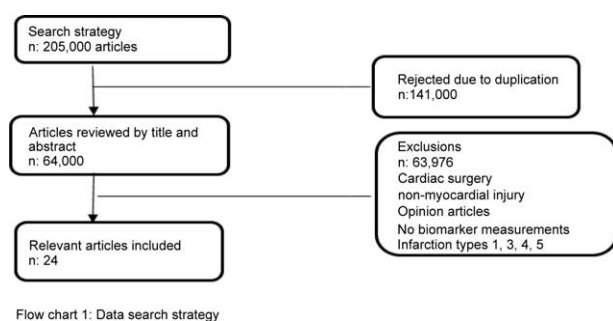 Search strategy
n: 205,000 articles
Rejected due to duplication
n:141,000
Articles reviewed by title and
abstract
n: 64,000
Exclusions
n: 63,976
Cardiac surgery
non-myocardial injury
Opinion articles
No biomarker measurements
Infarction types 1, 3, 4, 5
Relevant articles included
n: 24
Flow chart 1: Data search strategy